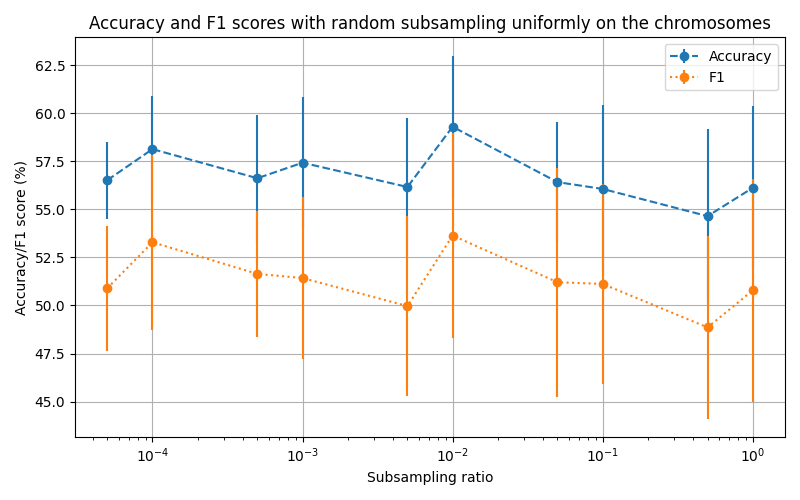 Accuracy and F1 scores with random subsampling uniformly on the chromosomes
Accuracy
F1
Accuracy/F1 score (%)
62.5
60.0
57.5
55.0
52.5
50.0
47.5
45.0
10⁻⁴
10⁻³
10⁻²
10⁻¹
10⁰
Subsampling ratio